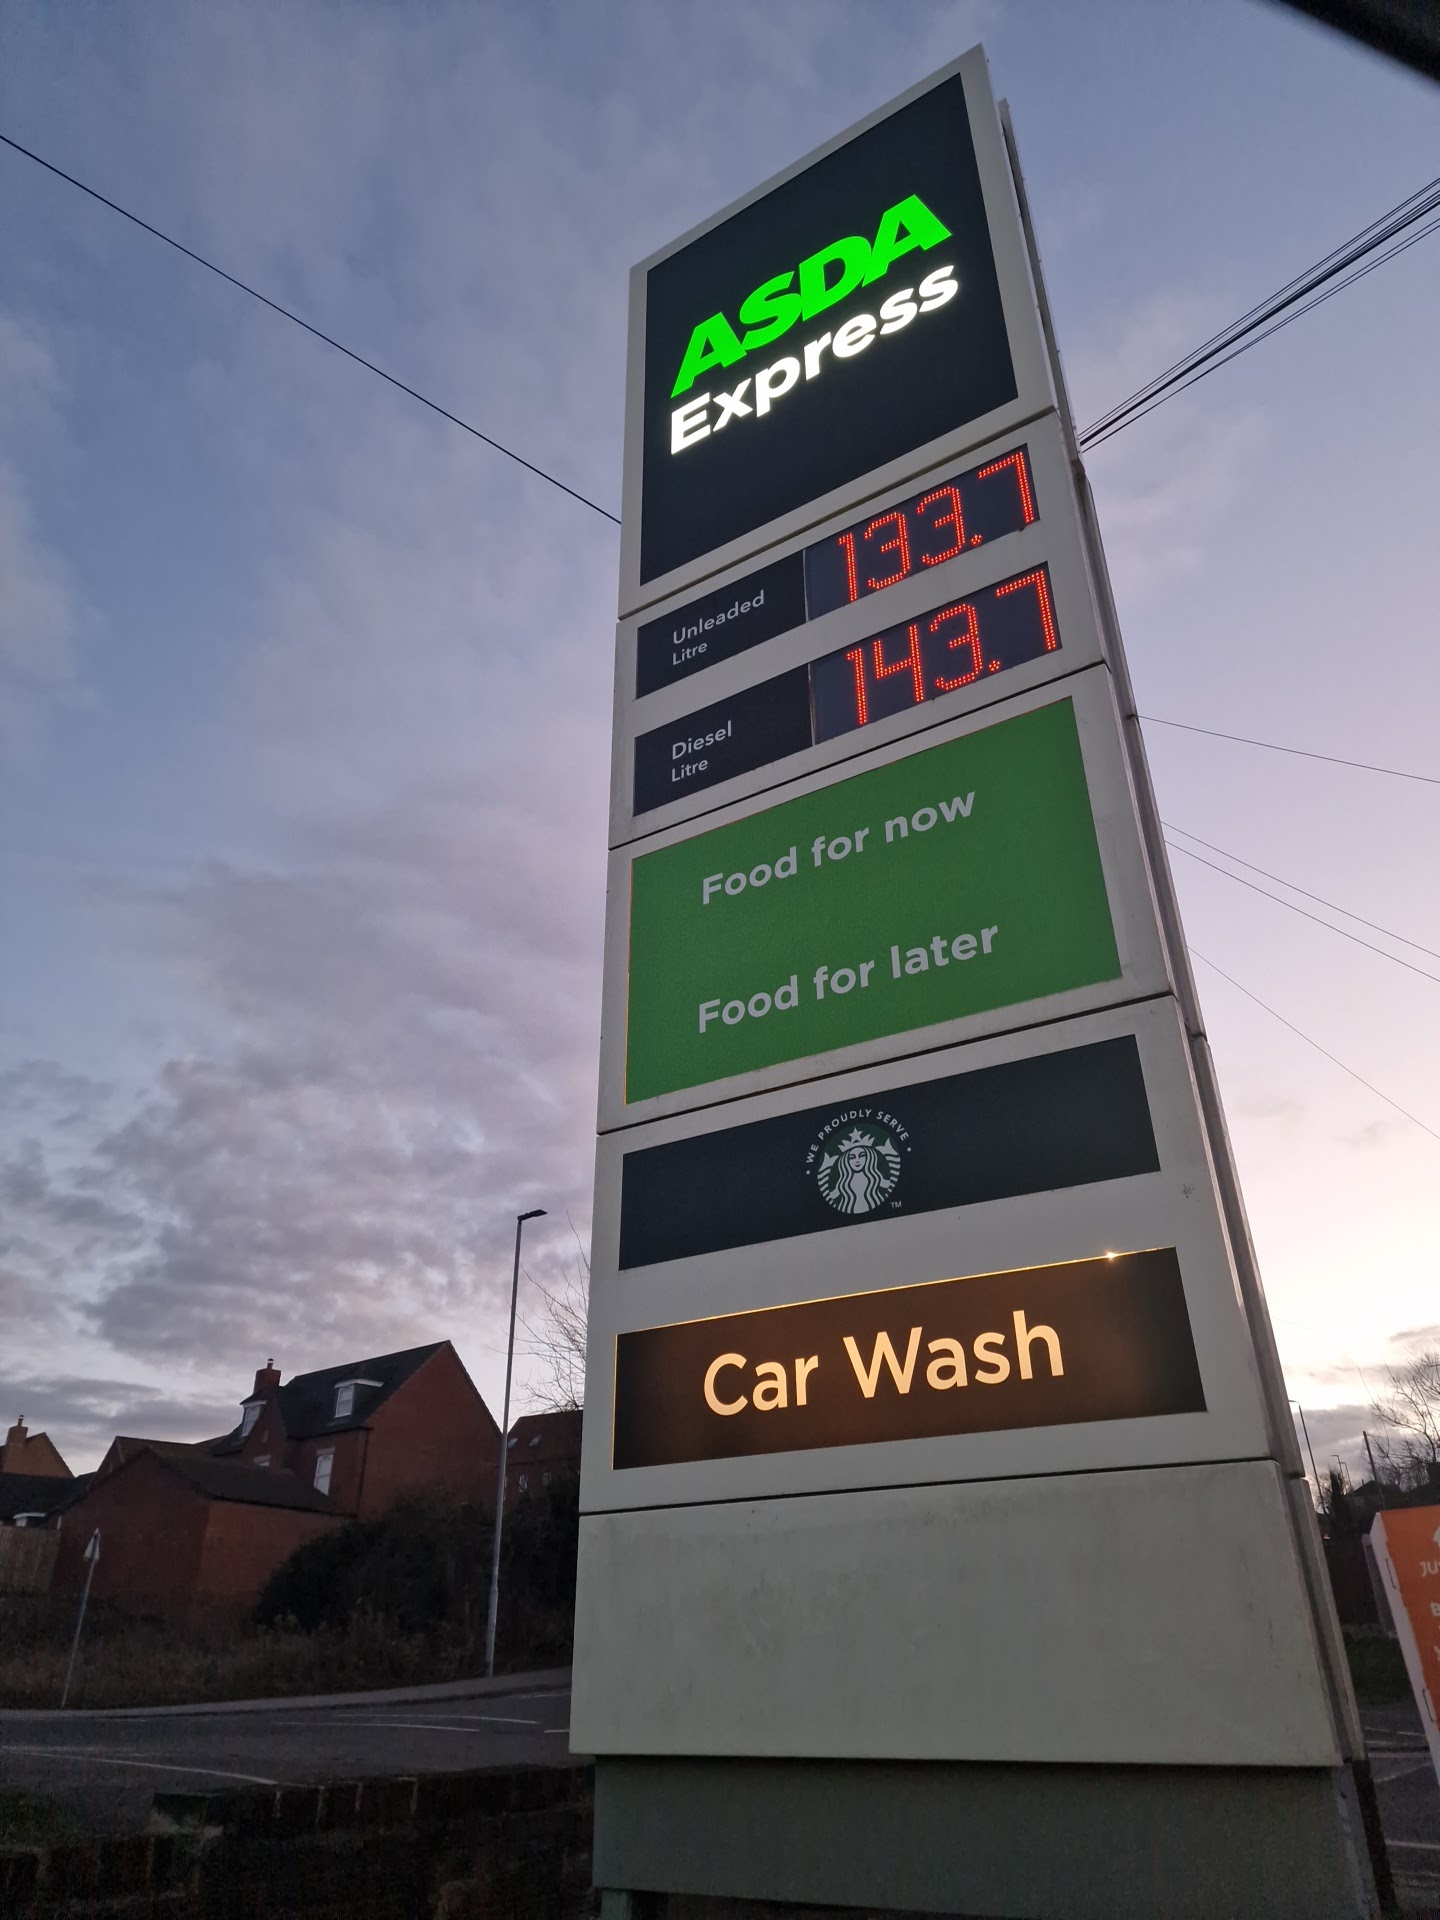 ASDA
Express
Unleaded
Litre
133.7
Diesel
Litre
143.7
Food for now
Food for later
WE PROUDLY SERVE
TM
Car Wash